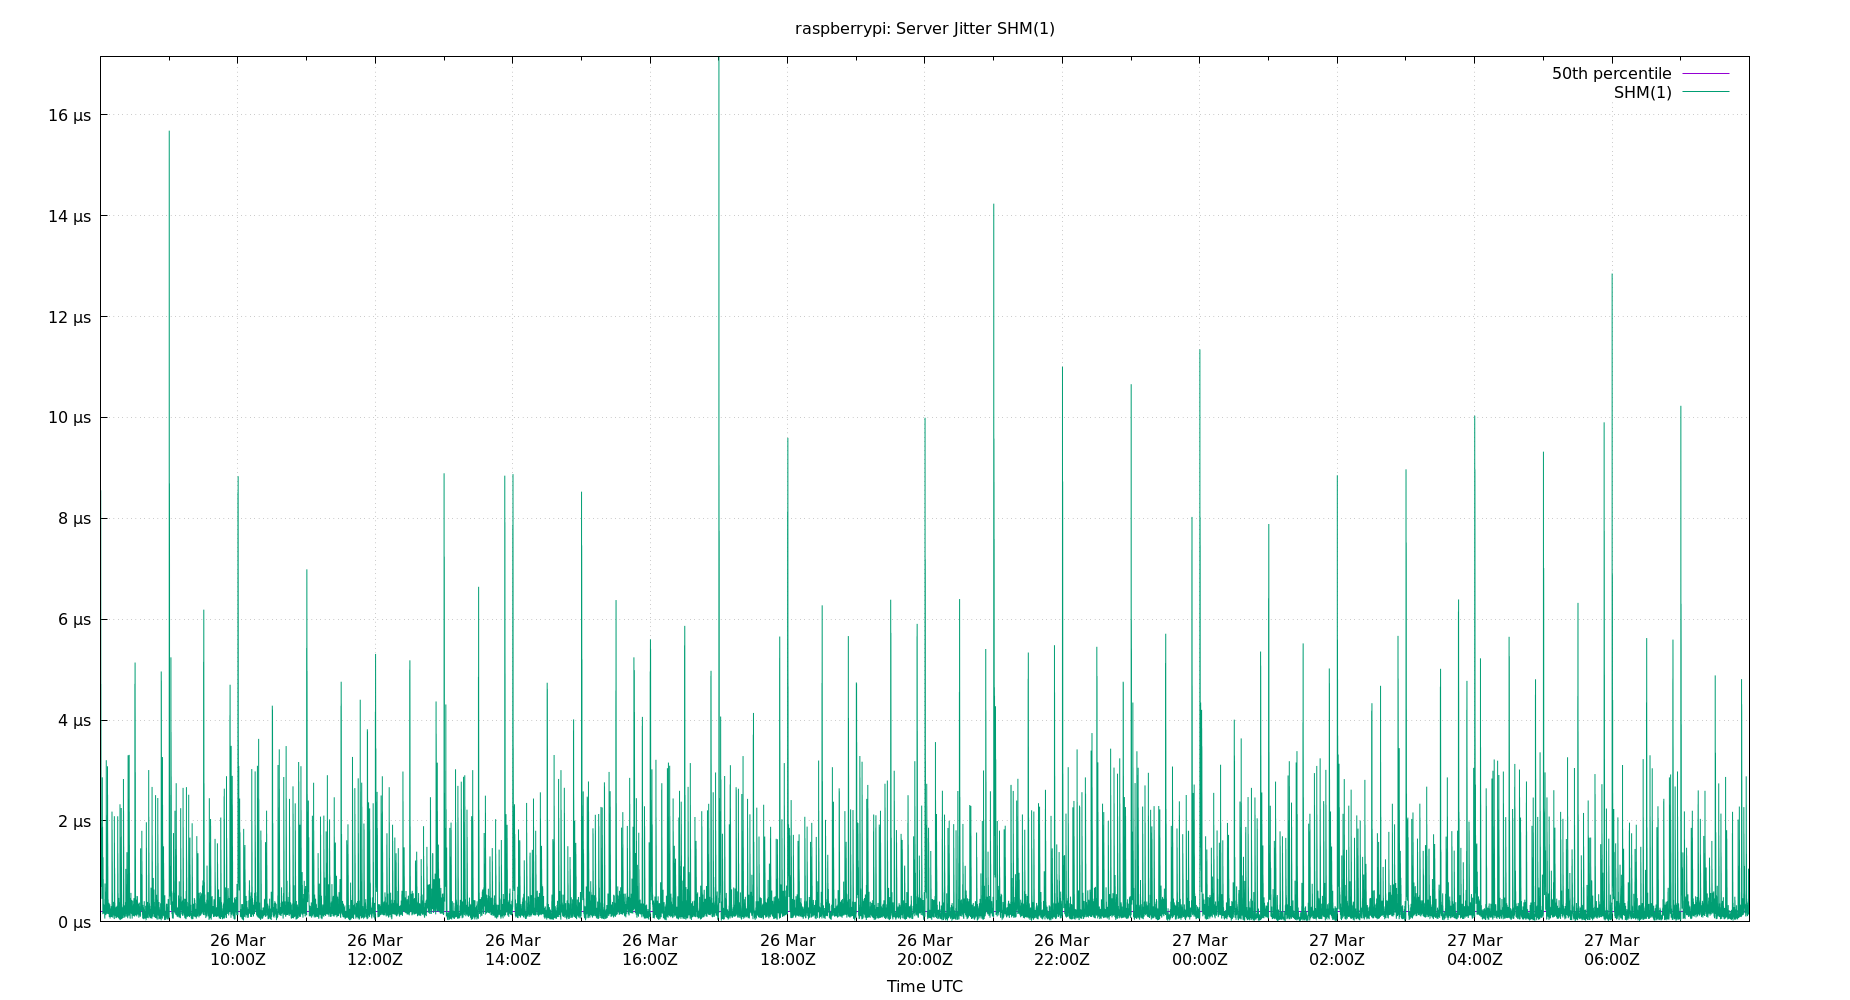 raspberrypi: Server Jitter SHM(1)
50th percentile
SHM(1)
16 µs
14 µs
12 µs
10 µs
8 µs
6 µs
4 µs
2 µs
0 µs
26 Mar 26 Mar 26 Mar 26 Mar 26 Mar 26 Mar 26 Mar 27 Mar 27 Mar 27 Mar 27 Mar
10:00Z 12:00Z 14:00Z 16:00Z 18:00Z 20:00Z 22:00Z 00:00Z 02:00Z 04:00Z 06:00Z
Time UTC